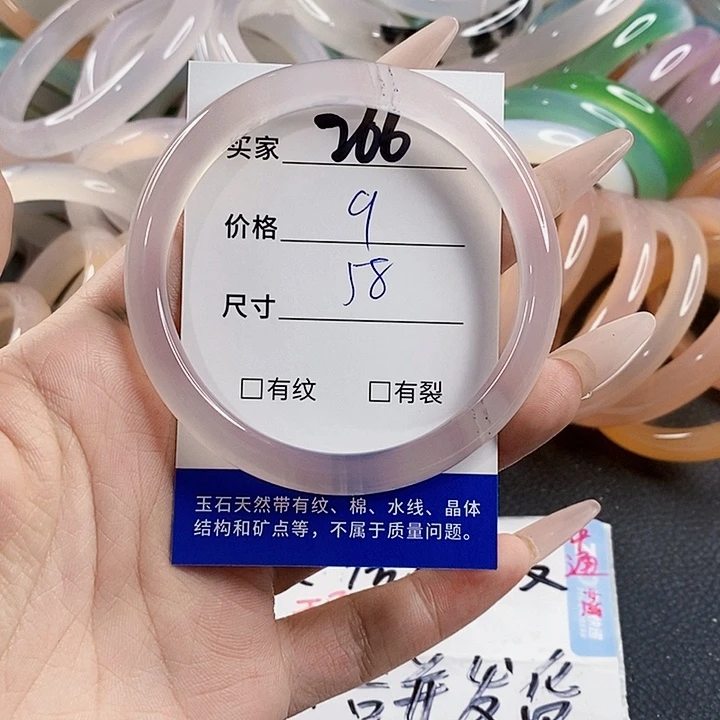 买家 266
价格 9
尺寸 58
□有纹 □有裂
玉石天然带有纹、棉、水线、晶体
结构和矿点等，不属于质量问题。
中通